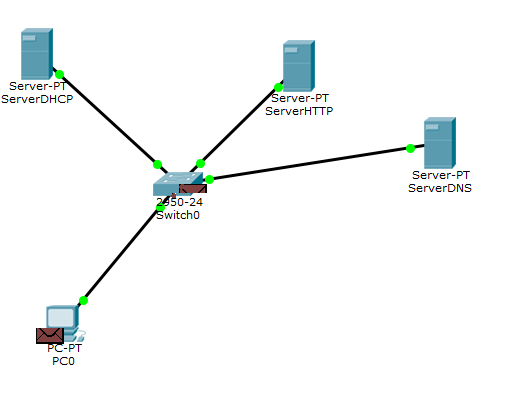 Server-PT
ServerDHCP
Server-PT
ServerHTTP
Server-PT
ServerDNS
2950-24
Switch0
PC-PT
PC0